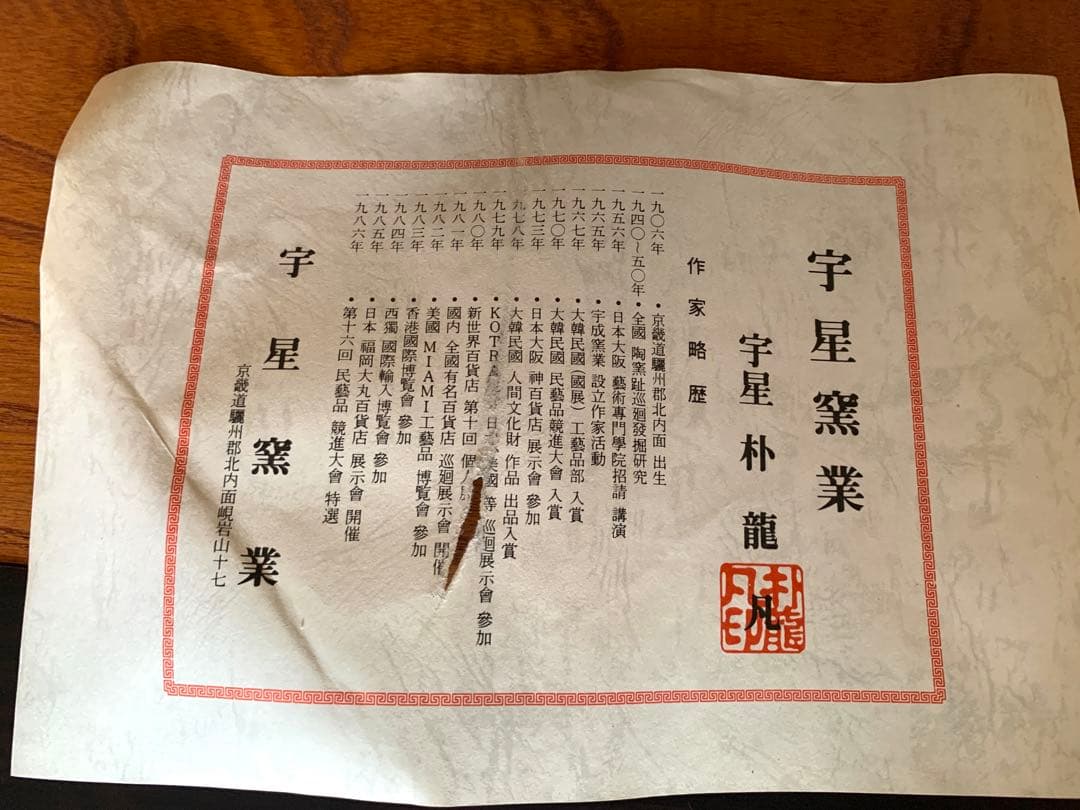 宇星窯業
宇星 朴龍凡
朴龍凡印
作家略歴
一九〇六年 • 京畿道驪州郡北内面 出生
一九四〇～五〇年 • 全國 陶窯趾巡廻發掘研究
一九五六年 • 日本大阪 藝術專門學院招請 講演
一九六五年 • 宇成窯業 設立作家活動
一九六七年 • 大韓民國(國展) 工藝品部 入賞
一九七〇年 • 大韓民國 民藝品競進大會 入賞
一九七三年 • 日本大阪 神百貨店 展示會 參加
一九七八年 • 大韓民國 人間文化財 作品 出品入賞
一九七九年 • KOTR 日 美國 等 巡廻展示會 參加
一九八〇年 • 新世界百貨店 第十回 個
一九八一年 • 國内 全國有名百貨店 巡廻展示會 開催
一九八二年 • 美國 MIAMI工藝品 博覧會 參加
一九八三年 • 香港國際博覧會 參加
一九八四年 • 西獨 國際輸入博覧會 參加
一九八五年 • 日本 福岡大丸百貨店 展示會 開催
一九八六年 • 第十六回 民藝品 競進大會 特選
宇星窯業
京畿道驪州郡北内面峴岩山十七